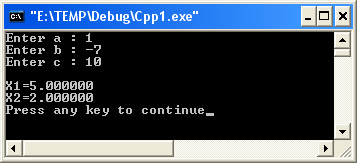 "E:\TEMP\Debug\Cpp1.exe"
Enter a : 1
Enter b : -7
Enter c : 10
X1=5.000000
X2=2.000000
Press any key to continue_